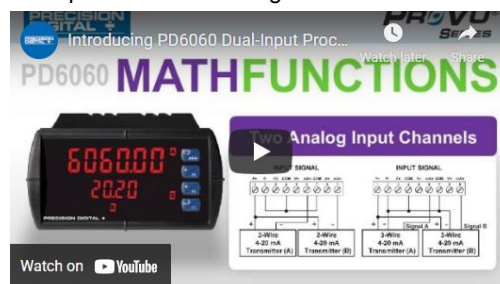 PRECISION
DIGITAL +
PROVU
SERIES
Introducing PD6060 Dual-Input Proc...
Watch later
Share
PD6060 MATHFUNCTIONS
Two Analog Input Channels
INPUT SIGNAL
INPUT SIGNAL
6060.00
20.20
PRECISION DIGITAL +
2-Wire
4-20 mA
Transmitter (A)
2-Wire
4-20 mA
Transmitter (B)
Signal A
Signal B
3-Wire
4-20 mA
Transmitter (A)
3-Wire
4-20 mA
Transmitter (B)
Watch on YouTube